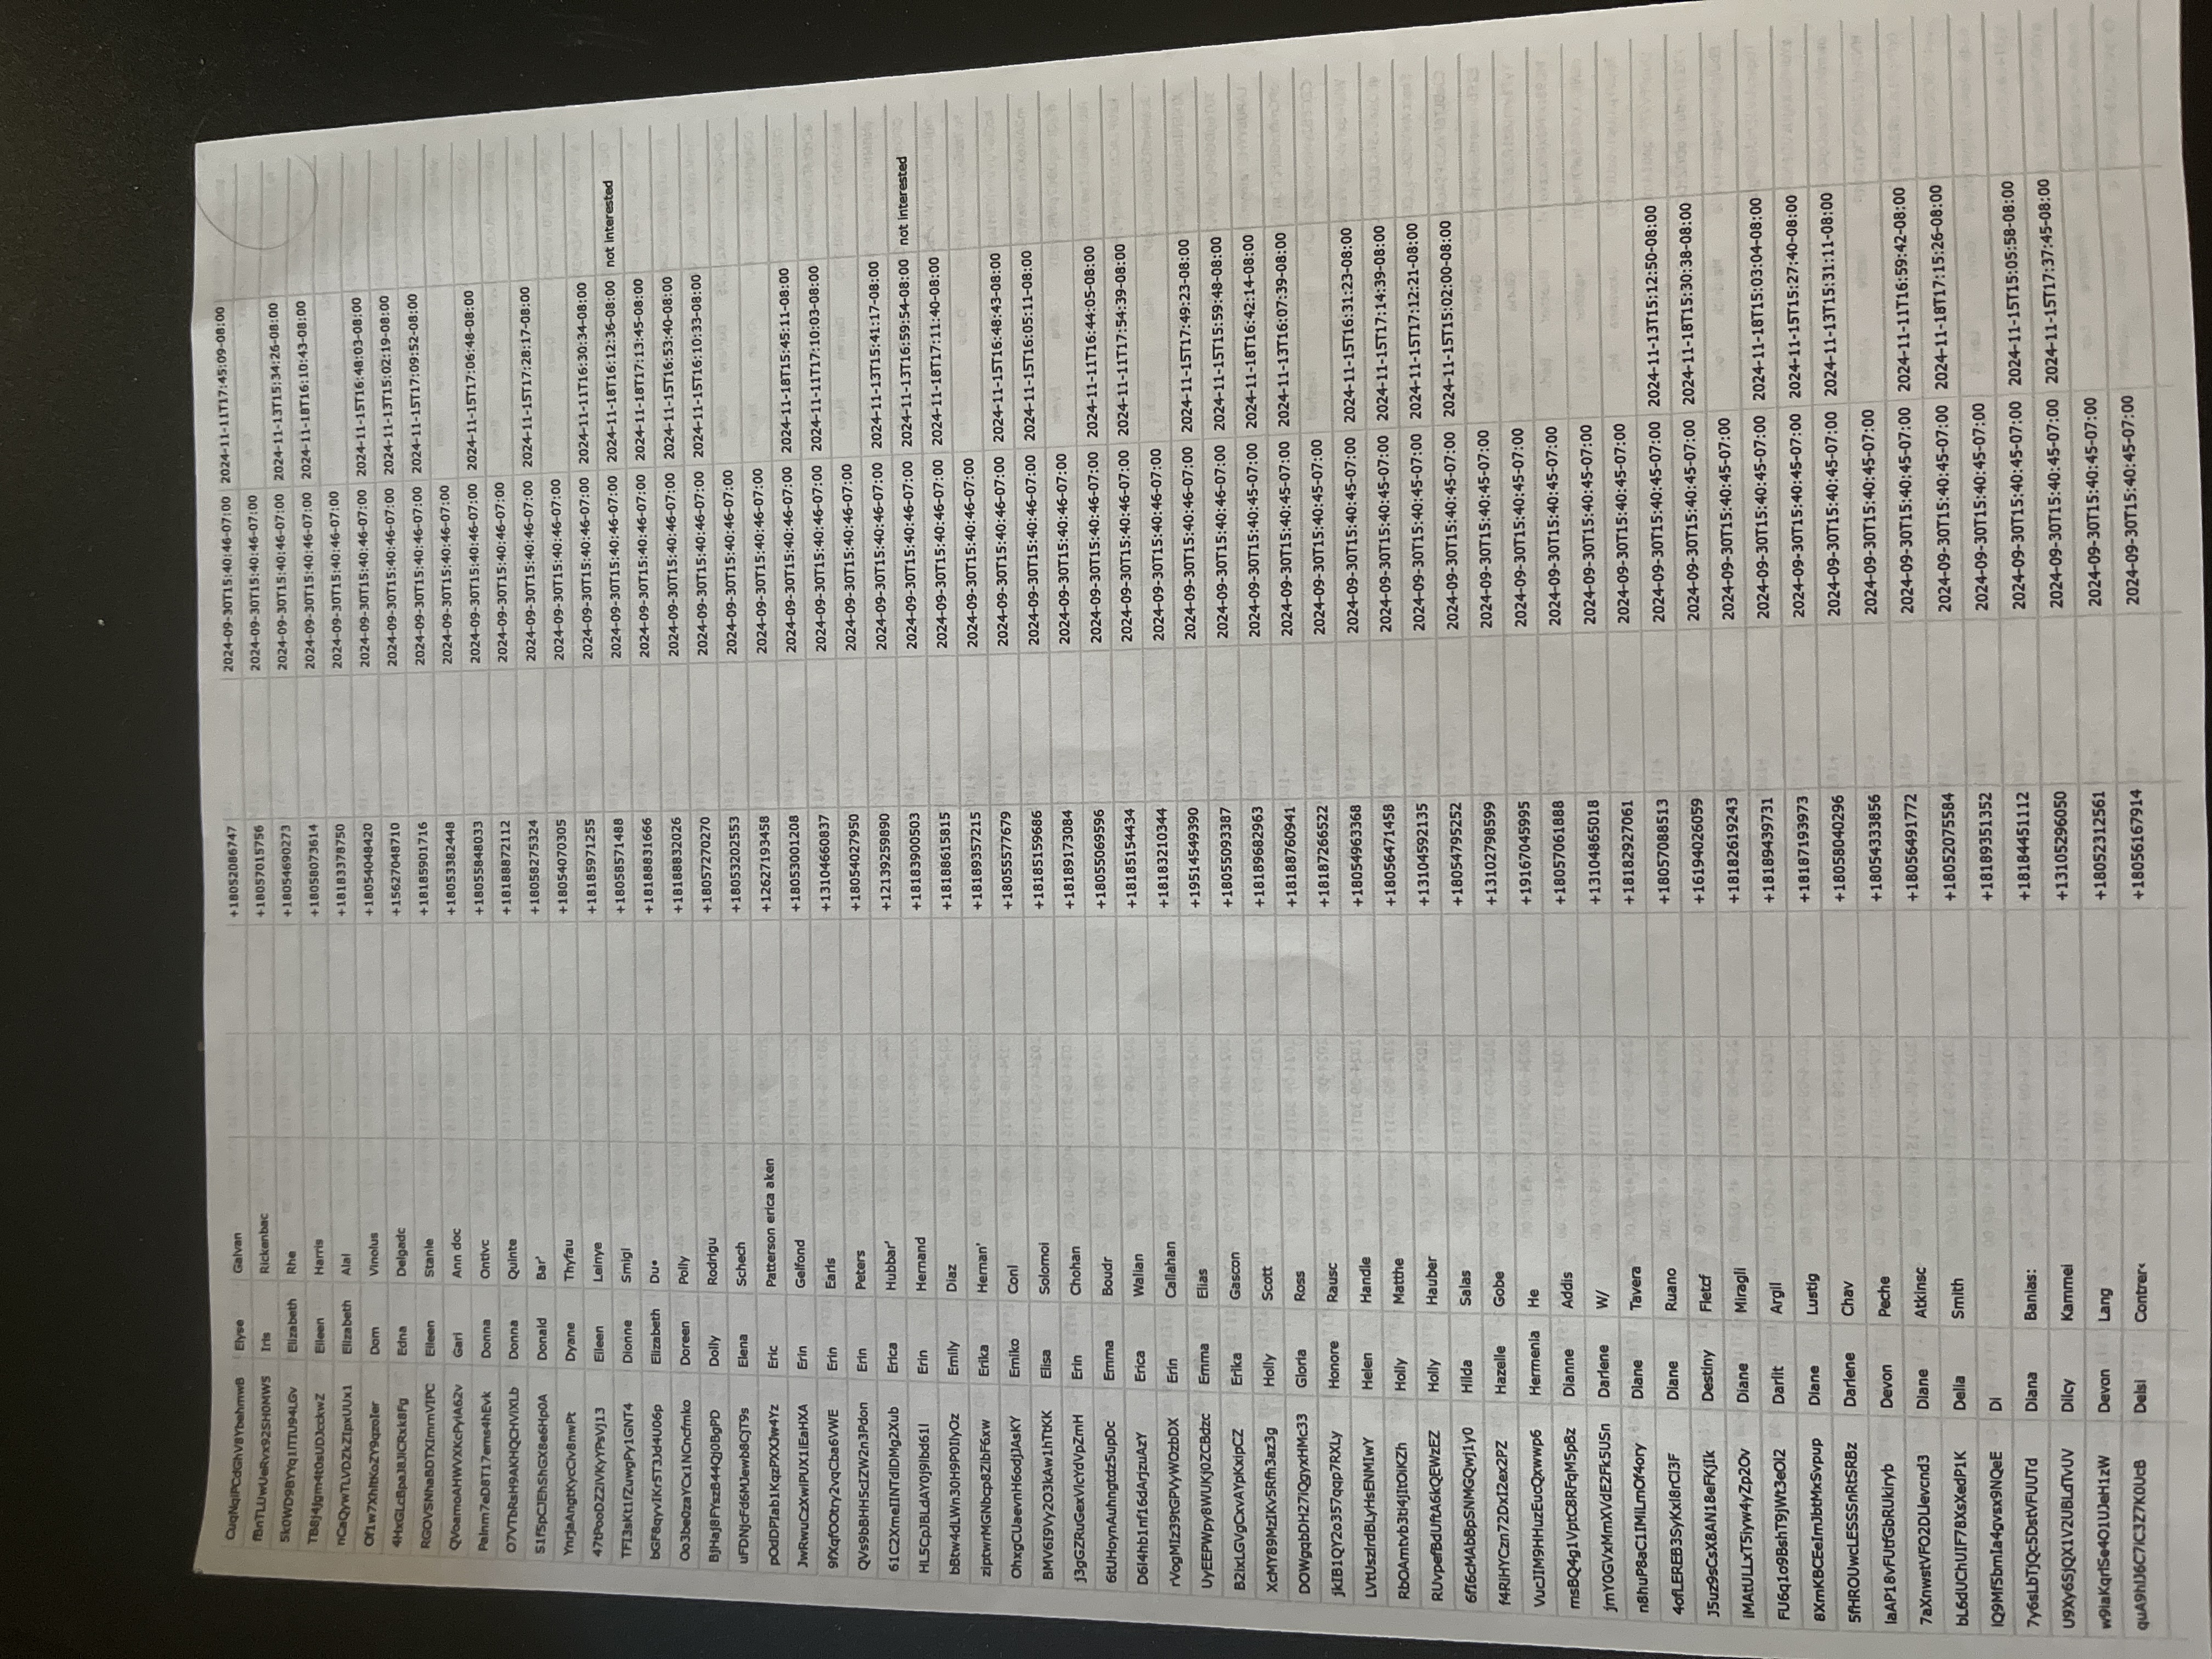 CuqNqiPCdGhV8YbehmwB Elyse Galvan +18052086747 2024-09-30T15:40:46-07:00 2024-11-11T17:45:09-08:00
fBnTLUwUeRvx92SH0MWS Iris Rickenbac +18057015756 2024-09-30T15:40:46-07:00
5k0WD9BYYq1ITIU94LGv Elizabeth Rhe +18054690273 2024-09-30T15:40:46-07:00 2024-11-13T15:34:26-08:00
TB8j4Jgm4t0sUDJcckwZ Eileen Harris +18058073614 2024-09-30T15:40:46-07:00 2024-11-18T16:10:43-08:00
nCaQywTLVDZkZIpxUUx1 Elizabeth Alal +18183378750 2024-09-30T15:40:46-07:00
Of1w7XhltKoZY9qzoIer Dom Vinolus +18054048420 2024-09-30T15:40:46-07:00 2024-11-15T16:48:03-08:00
4HxGLcBpaJ8JiCRxk8Fg Edna Delgadc +15627048710 2024-09-30T15:40:46-07:00 2024-11-13T15:02:19-08:00
RGOVSNhaBDTXImrnVIPC Eileen Stanle +18185901716 2024-09-30T15:40:46-07:00 2024-11-15T17:09:52-08:00
QVoamoAHWVXKcPyiA62v Gari Ann doc +18053382448 2024-09-30T15:40:46-07:00
Palnm7eD8T17ems4hEvk Donna Ontivc +18055848033 2024-09-30T15:40:46-07:00 2024-11-15T17:06:48-08:00
O7VTbRsH9AKHQCHViXLb Donna Quinte +18188872112 2024-09-30T15:40:46-07:00
S1f5pCJEhShGX8e6Hp0A Donald Bar' +18058275324 2024-09-30T15:40:46-07:00 2024-11-15T17:28:17-08:00
YnrjaAngtKycCiv8nwPt Dyane Thyfau +18054070305 2024-09-30T15:40:46-07:00
47tPooDZ2iVKyYPsVj13 Eileen Leinye +18185971255 2024-09-30T15:40:46-07:00 2024-11-11T16:30:34-08:00
TFI3sKt1fZuwgPy1GNT4 Dionne Smigl +18058571488 2024-09-30T15:40:46-07:00 2024-11-18T16:12:36-08:00 not interested
bGF8qyvIKr5T3Jd4U06p Elizabeth Du• +18188831666 2024-09-30T15:40:46-07:00 2024-11-18T17:13:45-08:00
Oo3be0zaYCx1NCncfmko Doreen Polly +18188832026 2024-09-30T15:40:46-07:00 2024-11-15T16:53:40-08:00
BjHaj8FYszB44Qj0BgPD Dolly Rodrigu +18057270270 2024-09-30T15:40:46-07:00 2024-11-15T16:10:33-08:00
uFDNjcFd6MJewb8CjT9s Elena Schech +18053202553 2024-09-30T15:40:46-07:00
pOdDPIab1KqzPXXJw4Yz Eric Patterson erica aken +12627193458 2024-09-30T15:40:46-07:00
JwRwuCzXwlPUX1iEaHXA Erin Gelfond +18053001208 2024-09-30T15:40:46-07:00 2024-11-18T15:45:11-08:00
9fXqfOOtry2vqCba6VWE Erin Earls +13104660837 2024-09-30T15:40:46-07:00 2024-11-11T17:10:03-08:00
QVs9bBHH5cIZW2n3Pdon Erin Peters +18054027950 2024-09-30T15:40:46-07:00
61C2XmeIINTdlDMg2Xub Erica Hubbar' +12139259890 2024-09-30T15:40:46-07:00 2024-11-13T15:41:17-08:00
HL5CpJBLdAY0j9lbd61l Erin Hernand +18183900503 2024-09-30T15:40:46-07:00 2024-11-13T16:59:54-08:00 not interested
bBtw4dLWn30H9P0IlyOz Emily Diaz +18188615815 2024-09-30T15:40:46-07:00 2024-11-18T17:11:40-08:00
ziptwrMGNbcp8ZibF6xw Erika Hernan' +18189357215 2024-09-30T15:40:46-07:00
OhxgCUaevnH6odjJAsKY Emiko Conl +18055577679 2024-09-30T15:40:46-07:00 2024-11-15T16:48:43-08:00
BMV6I9Vy2O3kAw1hTtKK Elisa Solomoi +18185159686 2024-09-30T15:40:46-07:00 2024-11-15T16:05:11-08:00
j3gGZRuGexVlcYdVpZmH Erin Chohan +18189173084 2024-09-30T15:40:46-07:00
6tUHoynAuhngtdz5upDc Emma Boudr +18055069596 2024-09-30T15:40:46-07:00 2024-11-11T16:44:05-08:00
D6l4hb1nf16dArjzuAzY Erica Walian +18185154434 2024-09-30T15:40:46-07:00 2024-11-11T17:54:39-08:00
rVogMIz39tGPVyWOzbDX Erin Callahan +18183210344 2024-09-30T15:40:46-07:00
UyEEPWpy8WUKj0ZCBdzc Emma Elias +19514549390 2024-09-30T15:40:46-07:00 2024-11-15T17:49:23-08:00
B2ixLGVgCxvAYpKxipCZ Erika Gascon +18055093387 2024-09-30T15:40:46-07:00 2024-11-15T15:59:48-08:00
XcMY89MzIKv5Rfh3az3g Holly Scott +18189682963 2024-09-30T15:40:45-07:00 2024-11-18T16:42:14-08:00
DOWgqbDH27iQgyxHMc33 Gloria Ross +18188760941 2024-09-30T15:40:45-07:00 2024-11-13T16:07:39-08:00
jkIB1QY2o357qqp7RXLy Honore Rausc +18187266522 2024-09-30T15:40:45-07:00
LVtUszlrdBLyHsENMIwY Helen Handle +18054963368 2024-09-30T15:40:45-07:00 2024-11-15T16:31:23-08:00
RbOAmtvb3ti4jItOiKZh Holly Matthe +18056471458 2024-09-30T15:40:45-07:00 2024-11-15T17:14:39-08:00
RUvpefBdUftA6kQEWzEZ Holly Hauber +13104592135 2024-09-30T15:40:45-07:00 2024-11-15T17:12:21-08:00
6fI6cMAbBpSNMGQwj1y0 Hilda Salas +18054795252 2024-09-30T15:40:45-07:00 2024-11-15T15:02:00-08:00
f4RiHYCzn72DxI2ex2PZ Hazelle Gobe +13102798599 2024-09-30T15:40:45-07:00
VucJIM9HHuzEucQxwwp6 Hermenia He +19167045995 2024-09-30T15:40:45-07:00
msBQ4g1VptC8RFqM5pBz Dianne Addis +18057061888 2024-09-30T15:40:45-07:00
jmY0GVxMmXVdE2Fk5USn Darlene W/ +13104865018 2024-09-30T15:40:45-07:00
n8huP8aC1IMiLmOf4ory Diane Tavera +18182927061 2024-09-30T15:40:45-07:00
4ofLEREB3SyKxl8rCl3F Diane Ruano +18057088513 2024-09-30T15:40:45-07:00 2024-11-13T15:12:50-08:00
J5uz9sCsX8AN18eFKjIk Destiny Fletcf +16194026059 2024-09-30T15:40:45-07:00 2024-11-18T15:30:38-08:00
iMAtULLxT5iyw4yZp2Ov Diane Miragli +18182619243 2024-09-30T15:40:45-07:00
FU6q1o9BshT9jWt3eOl2 Darlit Argil +18189439731 2024-09-30T15:40:45-07:00 2024-11-18T15:03:04-08:00
8XmKBCEeImJbtMxSvpup Diane Lustig +18187193973 2024-09-30T15:40:45-07:00 2024-11-15T15:27:40-08:00
5fHROUwcLESSSnRtSRBz Darlene Chav +18058040296 2024-09-30T15:40:45-07:00 2024-11-13T15:31:11-08:00
laAP18vFUtfGbRUkiryb Devon Peche +18054333856 2024-09-30T15:40:45-07:00
7aXnwstVFO2DLlevcnd3 Diane Atkinsc +18056491772 2024-09-30T15:40:45-07:00 2024-11-11T16:59:42-08:00
bL6dUChUIF78XsXedP1K Delia Smith +18052075584 2024-09-30T15:40:45-07:00 2024-11-18T17:15:26-08:00
lQ9Mf5bmIa4gvsx9NQeE Di +18189351352 2024-09-30T15:40:45-07:00
7y6sLbTjQc5DstVFUUTd Diana Banias: +18184451112 2024-09-30T15:40:45-07:00 2024-11-15T15:05:58-08:00
U9Xy6SjQX1V2UBLdTvUV Dilcy Kammei +13105296050 2024-09-30T15:40:45-07:00 2024-11-15T17:37:45-08:00
w9iaKqrlSe4O1UJeH1zW Devon Lang +18052312561 2024-09-30T15:40:45-07:00
quA9hlJ6C7iC3Z7K0UcB Delsi Contrer‹ +18056167914 2024-09-30T15:40:45-07:00